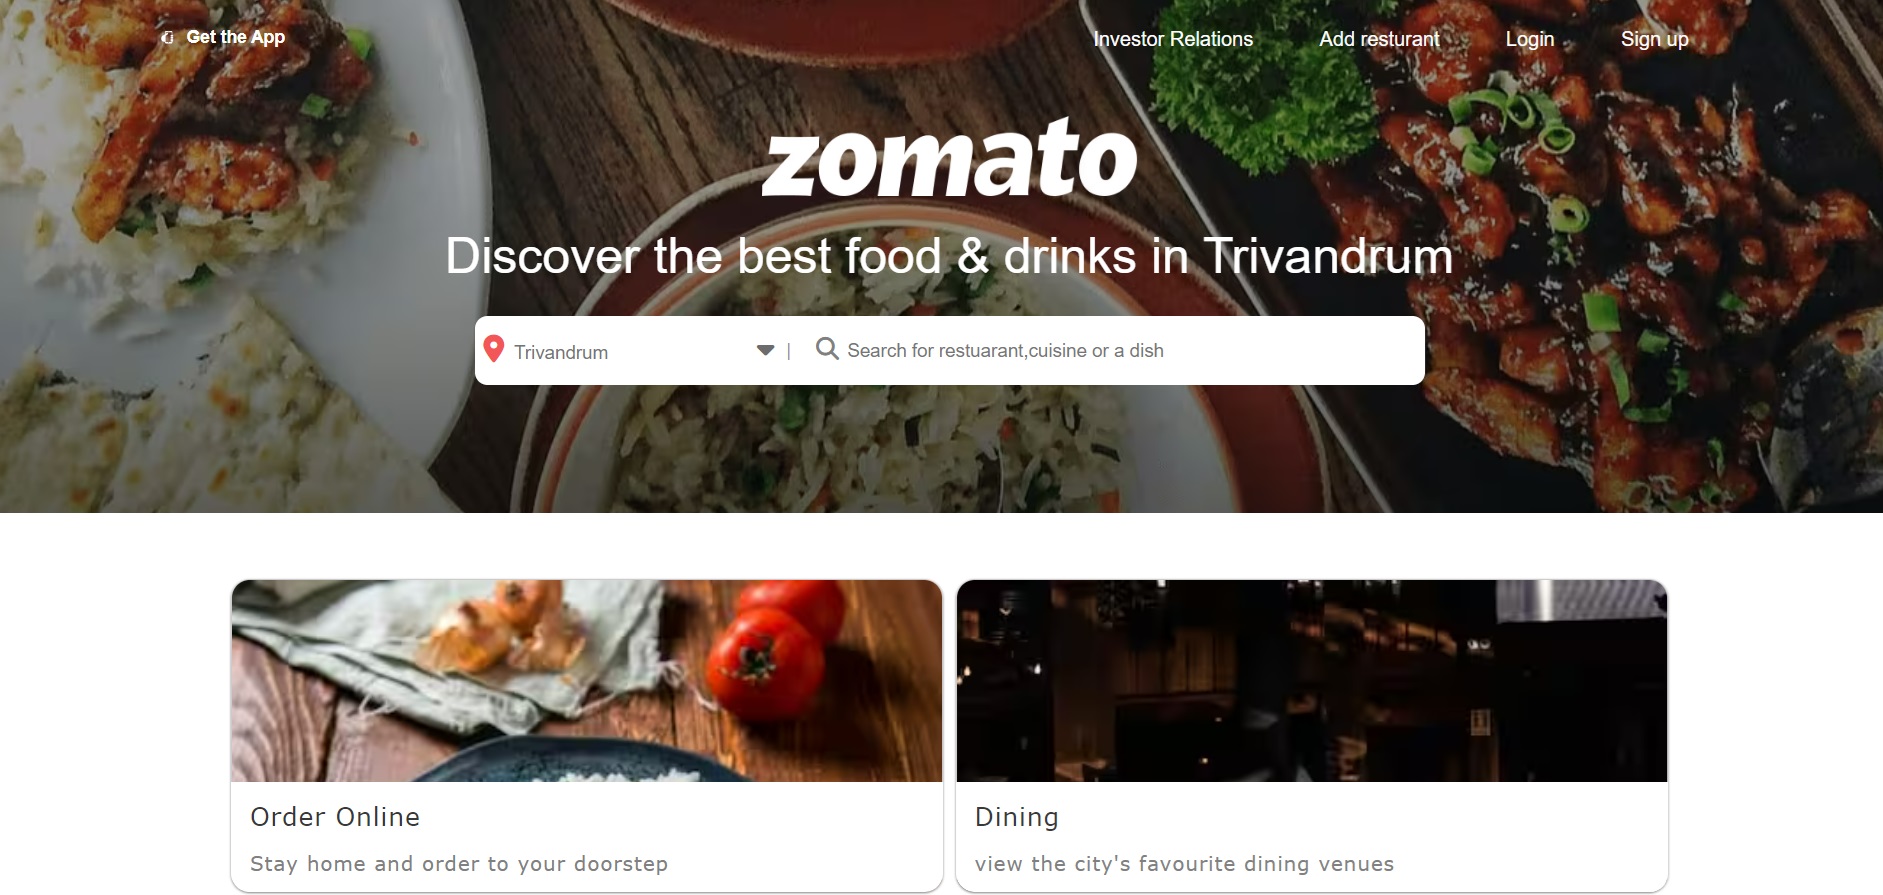 Get the App
Investor Relations
Add resturant
Login
Sign up
zomato
Discover the best food & drinks in Trivandrum
Trivandrum
| Search for restuarant,cuisine or a dish
Order Online
Stay home and order to your doorstep
Dining
view the city's favourite dining venues